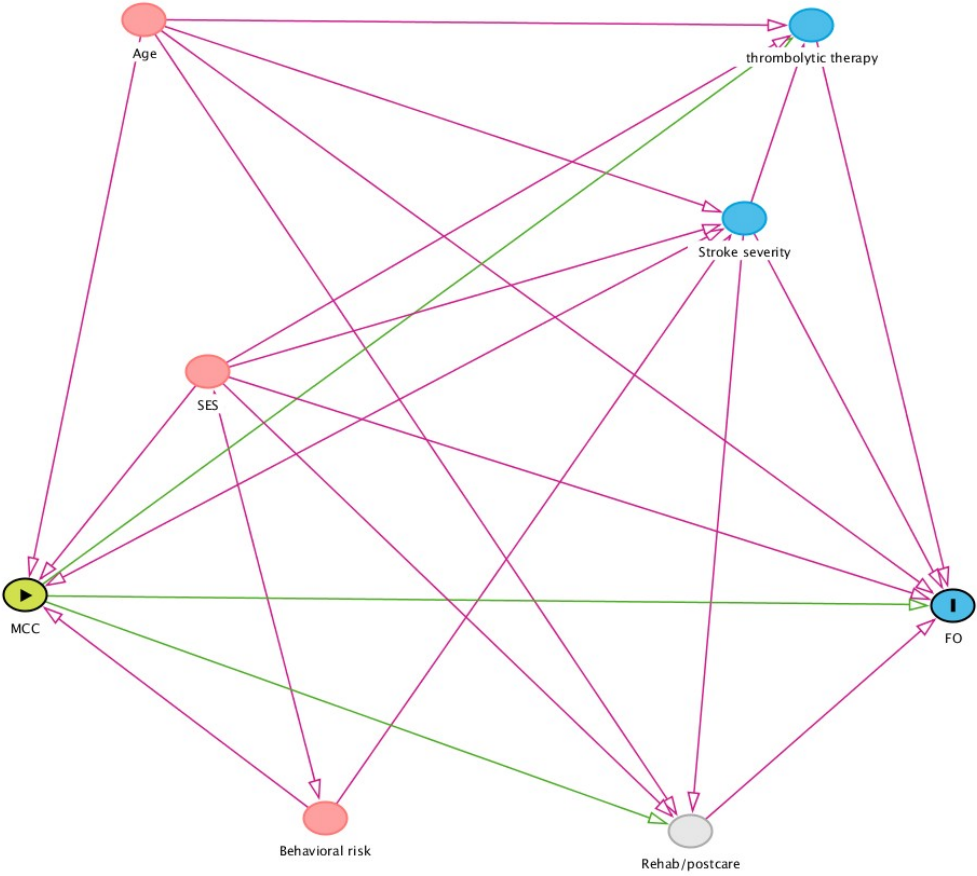 Age
thrombolytic therapy
Stroke severity
SES
MCC
FO
Behavioral risk
Rehab/postcare